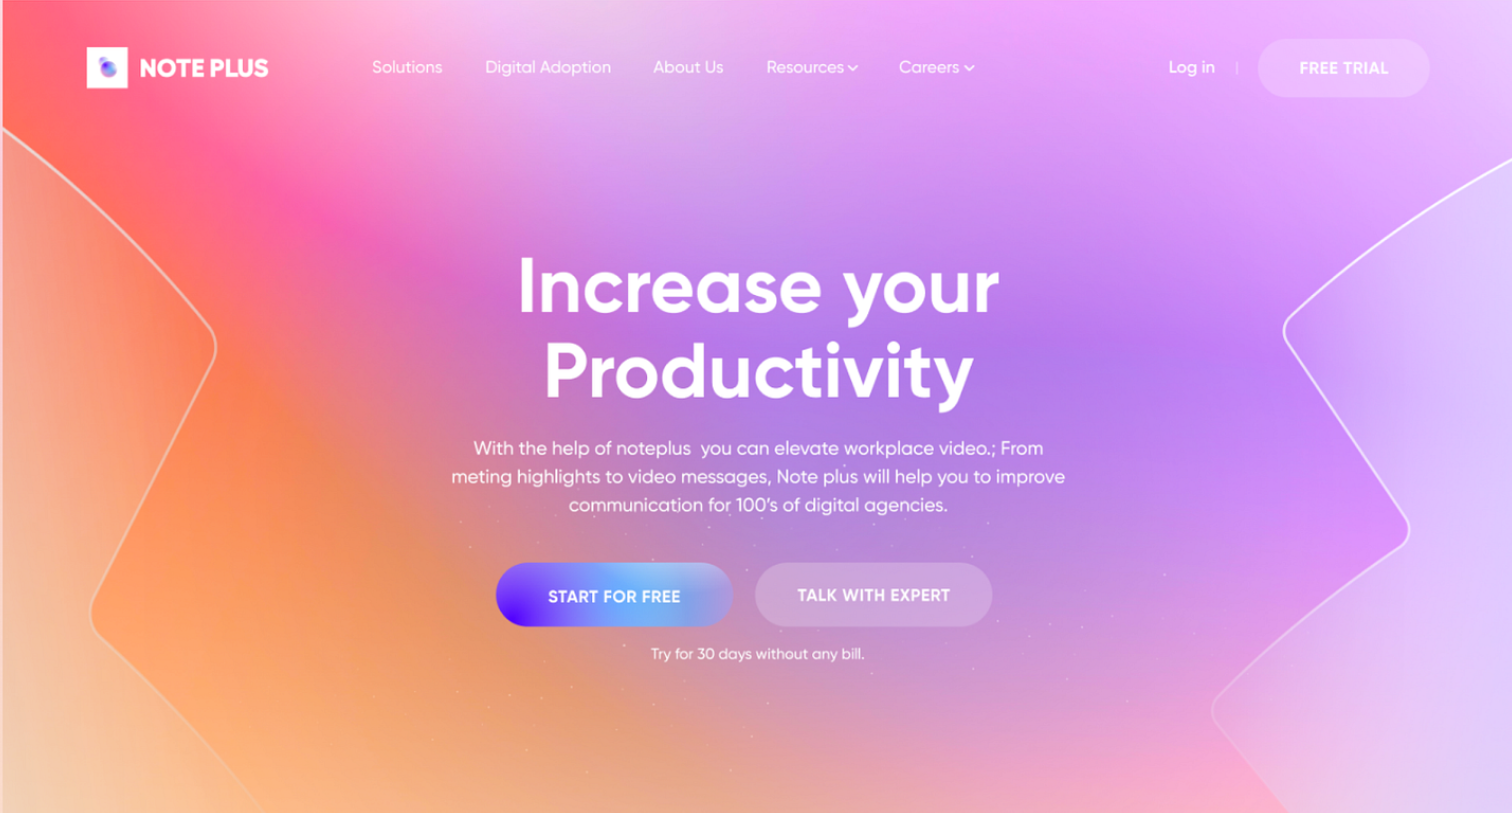 NOTE PLUS
Solutions Digital Adoption About Us Resources Careers
Log in | FREE TRIAL
Increase your
Productivity
With the help of noteplus  you can elevate workplace video.; From
meting highlights to video messages, Note plus will help you to improve
communication for 100's of digital agencies.
START FOR FREE
TALK WITH EXPERT
Try for 30 days without any bill.